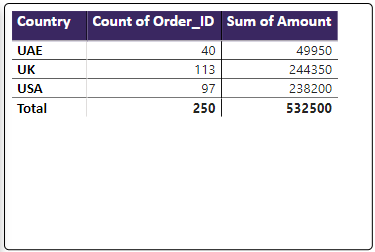 Country Count of Order_ID Sum of Amount
UAE 40 49950
UK 113 244350
USA 97 238200
Total 250 532500